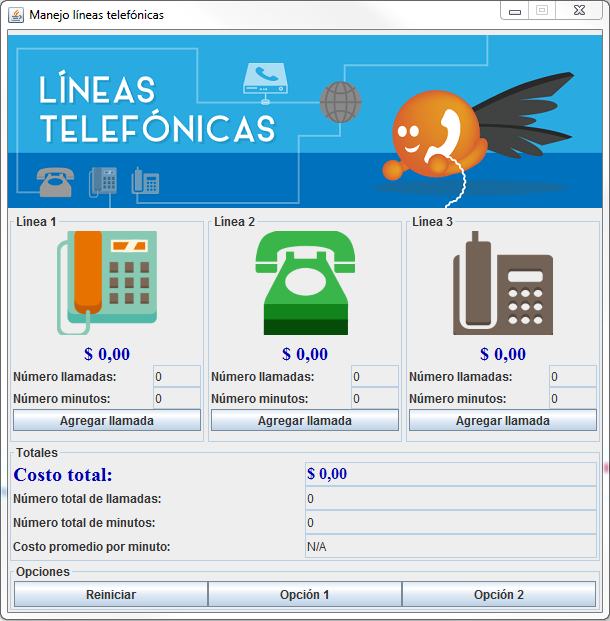 Manejo líneas telefónicas
LÍNEAS
TELEFÓNICAS
Línea 1
Línea 2
Línea 3
$ 0,00
$ 0,00
$ 0,00
Número llamadas: 0
Número llamadas: 0
Número llamadas: 0
Número minutos: 0
Número minutos: 0
Número minutos: 0
Agregar llamada
Agregar llamada
Agregar llamada
Totales
Costo total: $ 0,00
Número total de llamadas: 0
Número total de minutos: 0
Costo promedio por minuto: N/A
Opciones
Reiniciar
Opción 1
Opción 2